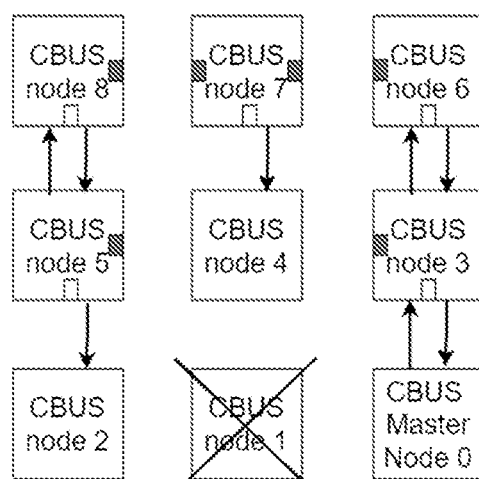 CBUS
node 8
CBUS
node 7
CBUS
node 6
CBUS
node 5
CBUS
node 4
CBUS
node 3
CBUS
node 2
CBUS
node 1
CBUS
Master
Node 0